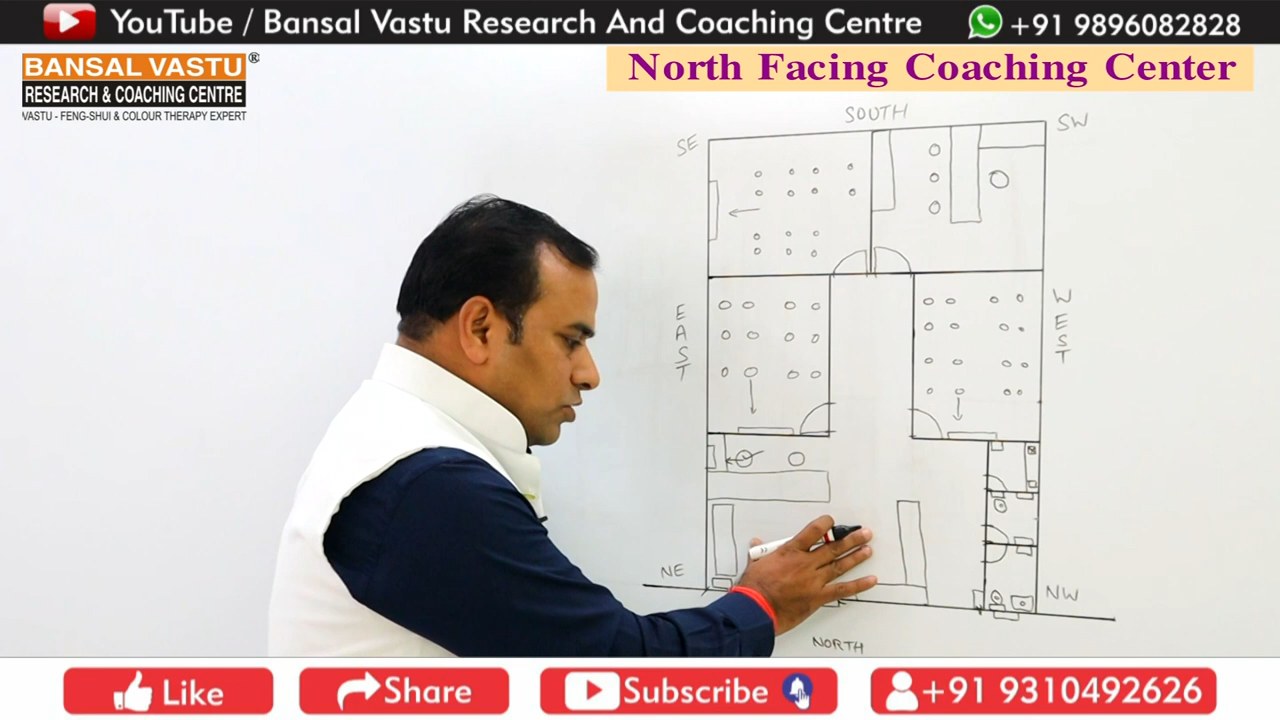 YouTube / Bansal Vastu Research And Coaching Centre
+91 9896082828
BANSAL VASTU®
RESEARCH & COACHING CENTRE
VASTU - FENG-SHUI & COLOUR THERAPY EXPERT
North Facing Coaching Center
SOUTH
SE
SW
EAST
WEST
NE
NW
NORTH
Like
Share
Subscribe
+91 9310492626